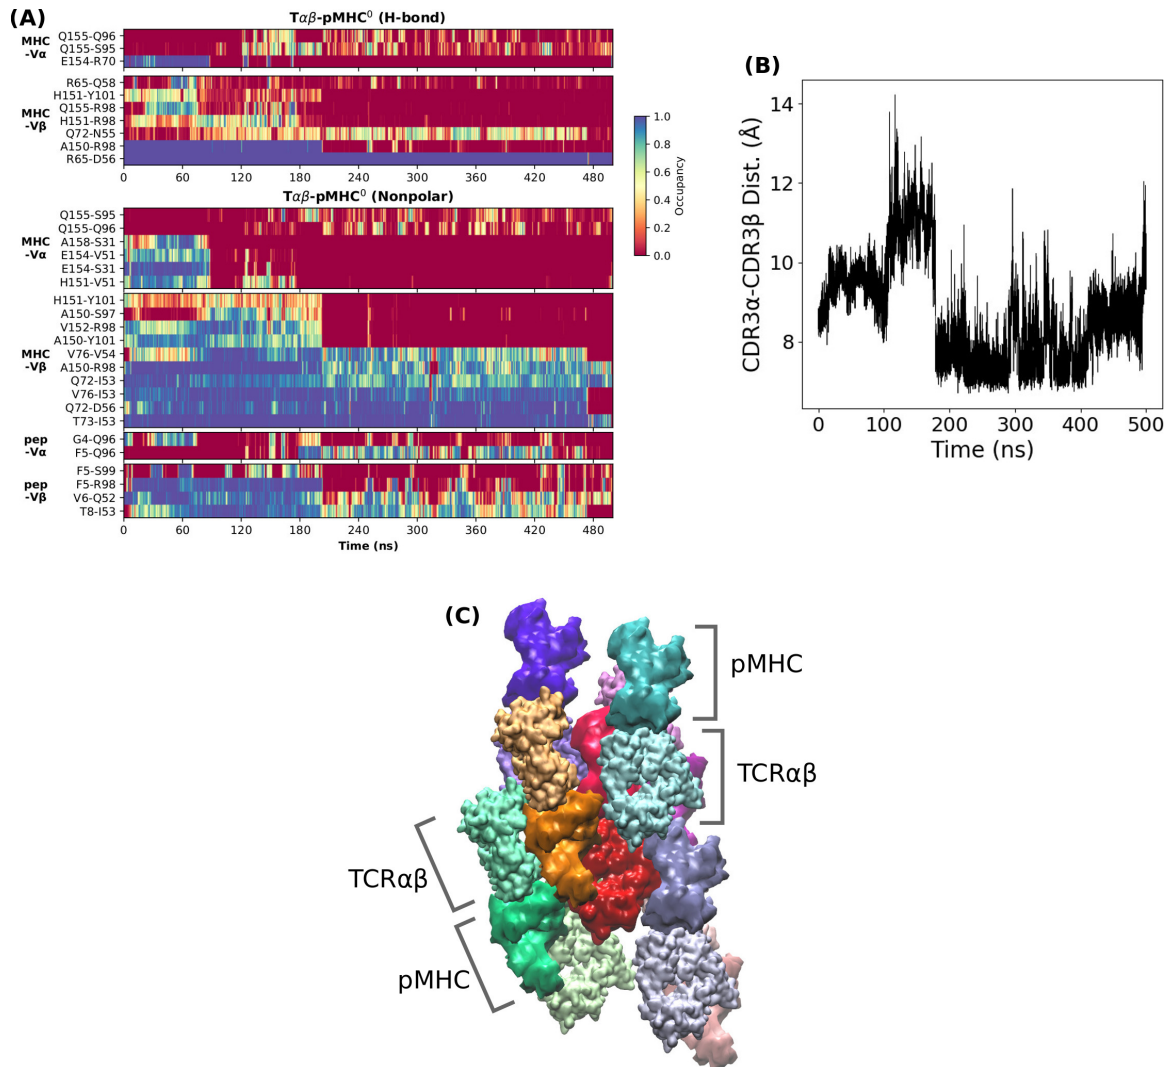 (A)
Tαβ-pMHC⁰ (H-bond)
MHC
-Vα
Q155-Q96
Q155-S95
E154-R70
MHC
-Vβ
R65-Q58
H151-Y101
Q155-R98
H151-R98
Q72-N55
A150-R98
R65-D56
0 60 120 180 240 300 360 420 480
Tαβ-pMHC⁰ (Nonpolar)
MHC
-Vα
Q155-S95
Q155-Q96
A158-S31
E154-V51
E154-S31
H151-V51
MHC
-Vβ
H151-Y101
A150-S97
V152-R98
A150-Y101
V76-V54
A150-R98
Q72-I53
V76-I53
Q72-D56
T73-I53
pep
-Vα
G4-Q96
F5-Q96
pep
-Vβ
F5-S99
F5-R98
V6-Q52
T8-I53
0 60 120 180 240 300 360 420 480
Time (ns)
1.0
0.8
0.6
0.4
0.2
0.0
Occupancy
(B)
CDR3α-CDR3β Dist. (Å)
14
12
10
8
0 100 200 300 400 500
Time (ns)
(C)
pMHC
TCRαβ
TCRαβ
pMHC